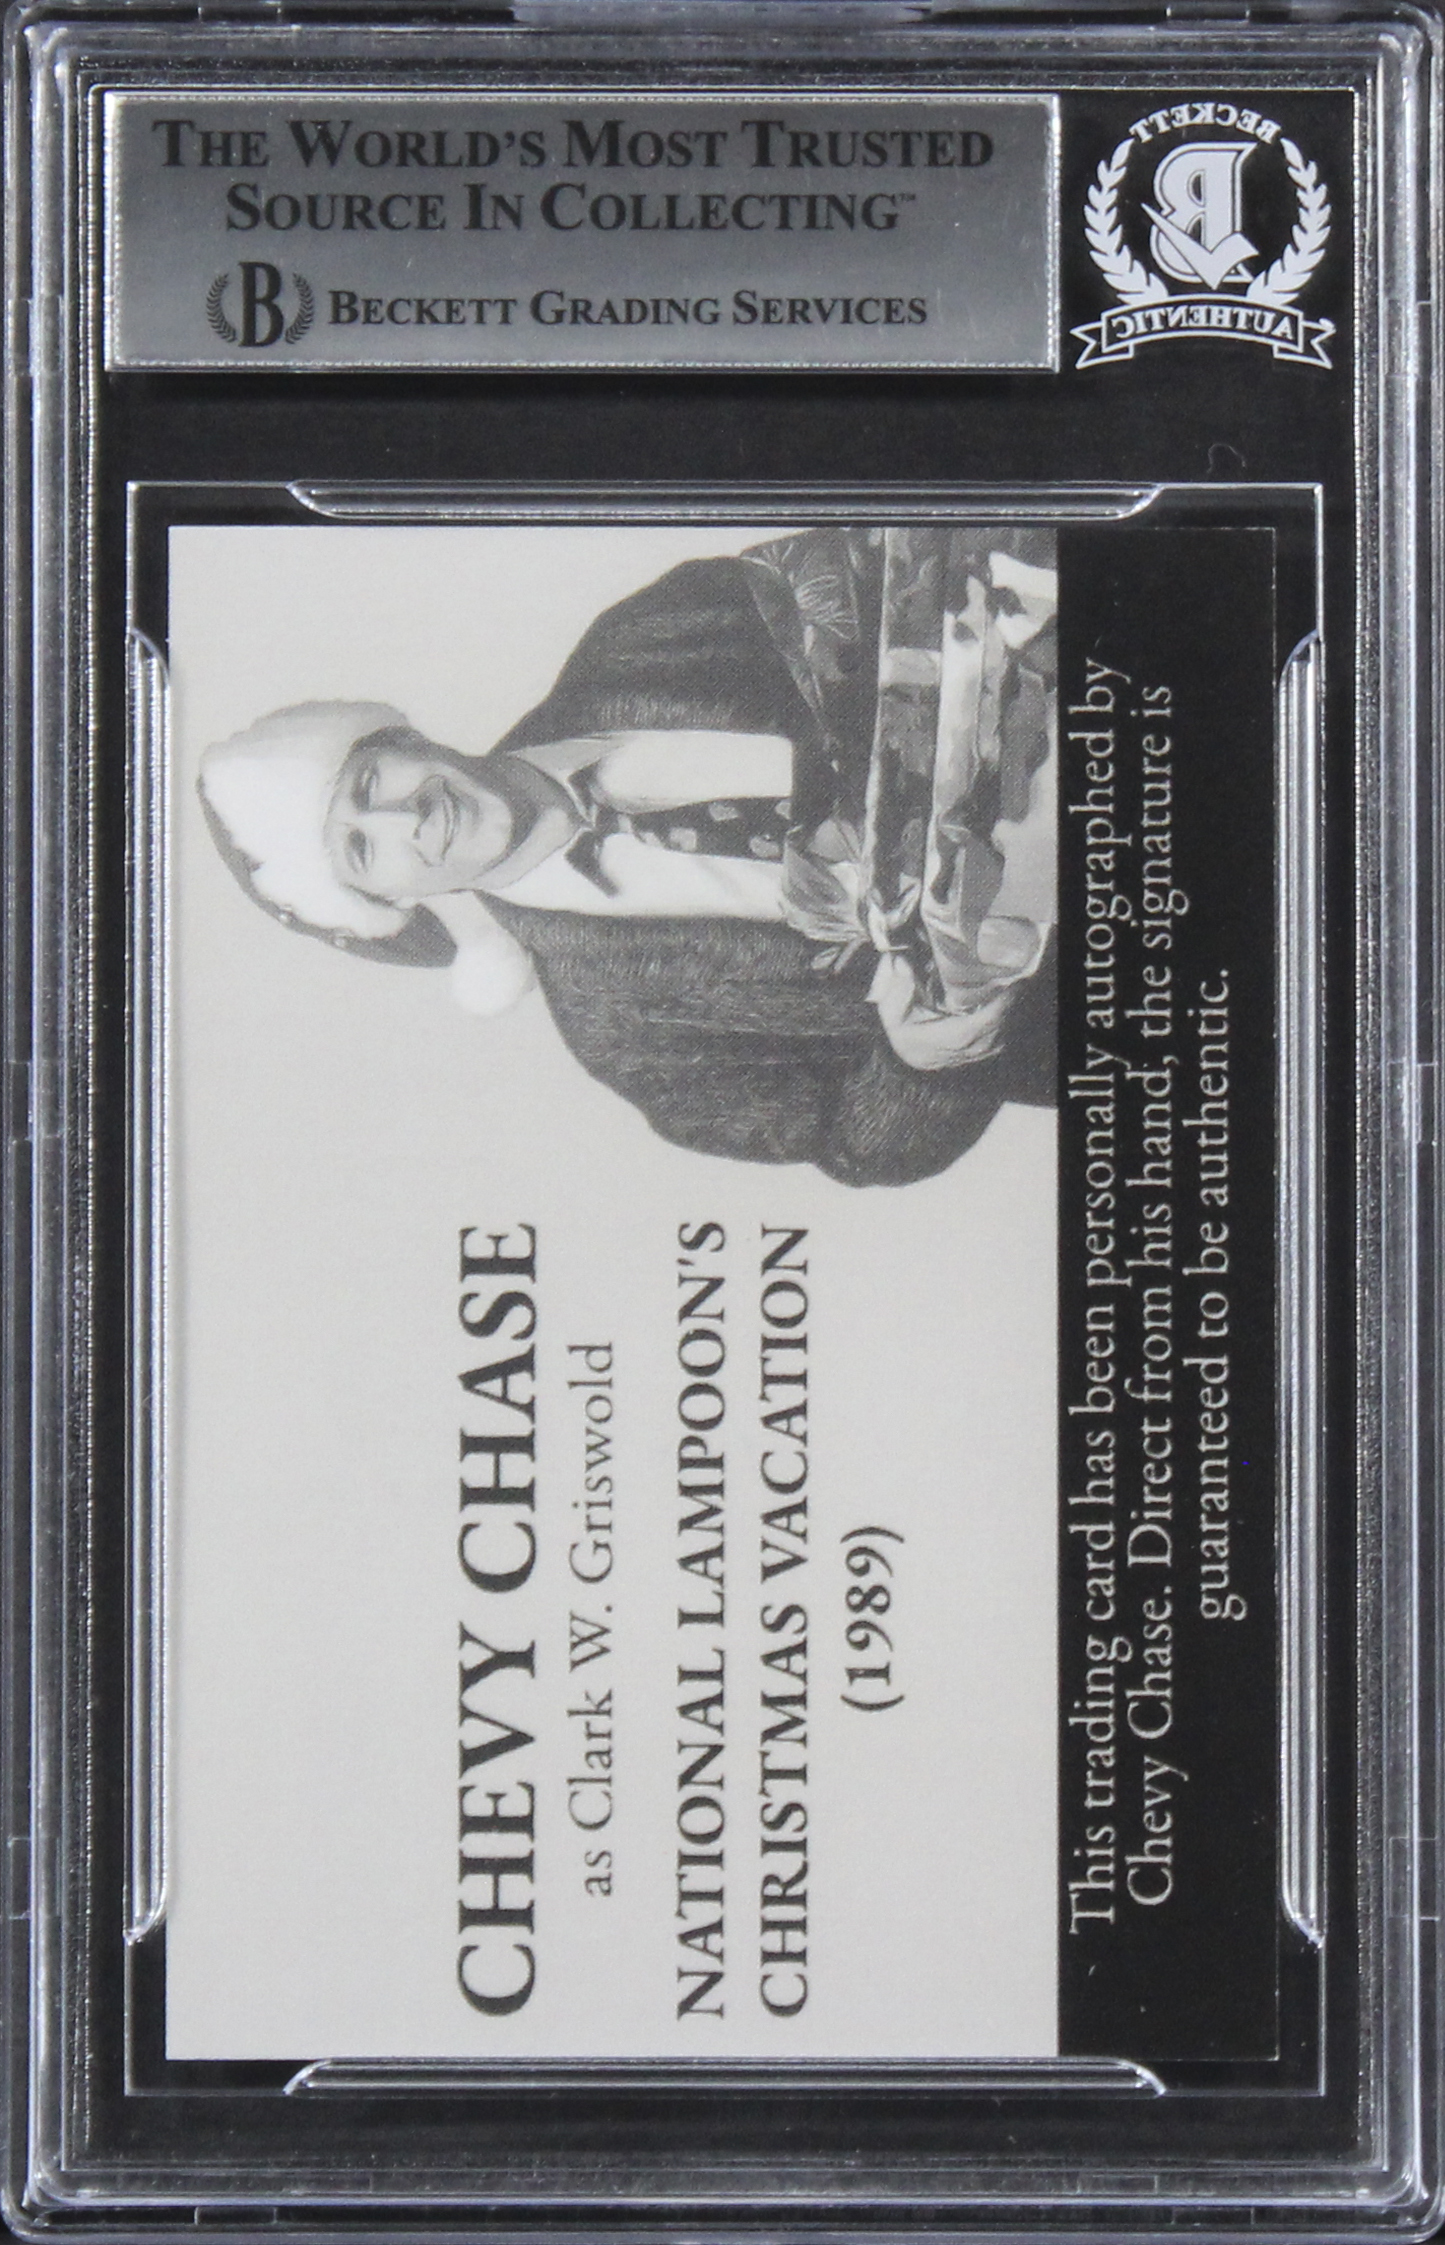 THE WORLD'S MOST TRUSTED
SOURCE IN COLLECTING™
B BECKETT GRADING SERVICES
BECKETT
B
AUTHENTIC
CHEVY CHASE
as Clark W. Griswold
NATIONAL LAMPOON'S
CHRISTMAS VACATION
(1989)
This trading card has been personally autographed by
Chevy Chase. Direct from his hand, the signature is
guaranteed to be authentic.